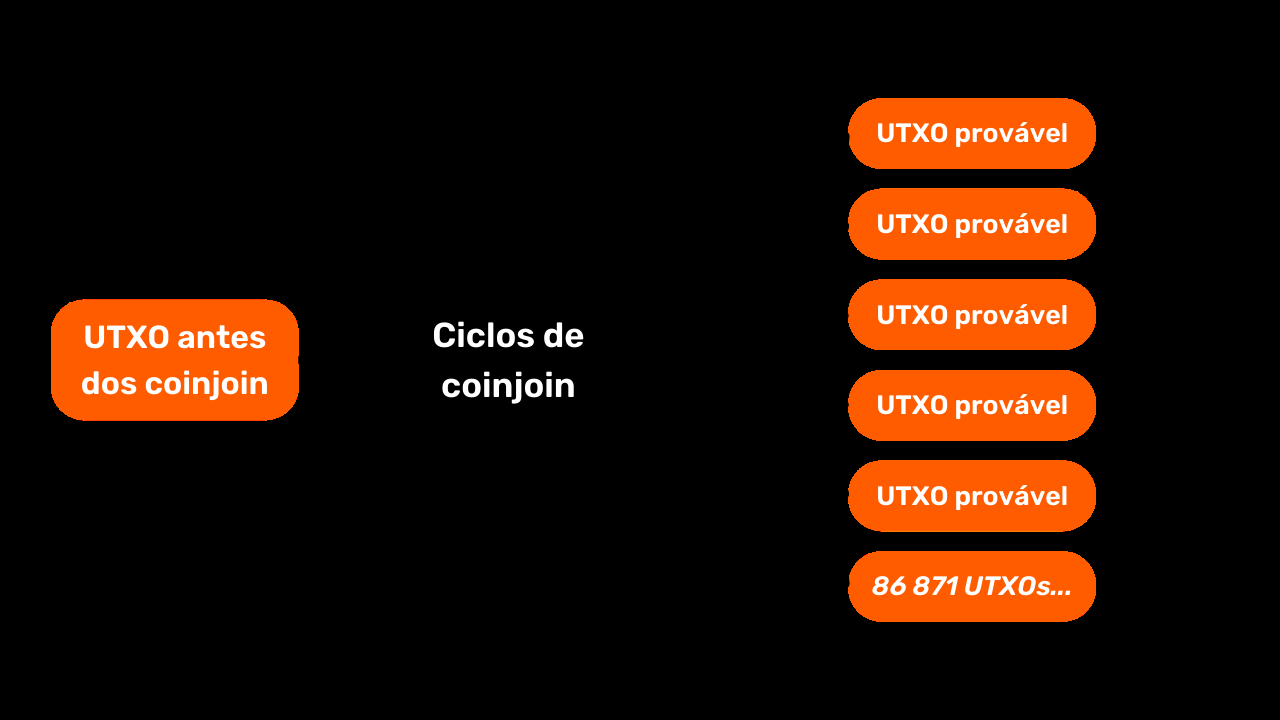 UTXO antes
dos coinjoin
Ciclos de
coinjoin
UTXO provável
UTXO provável
UTXO provável
UTXO provável
UTXO provável
86 871 UTXOs...